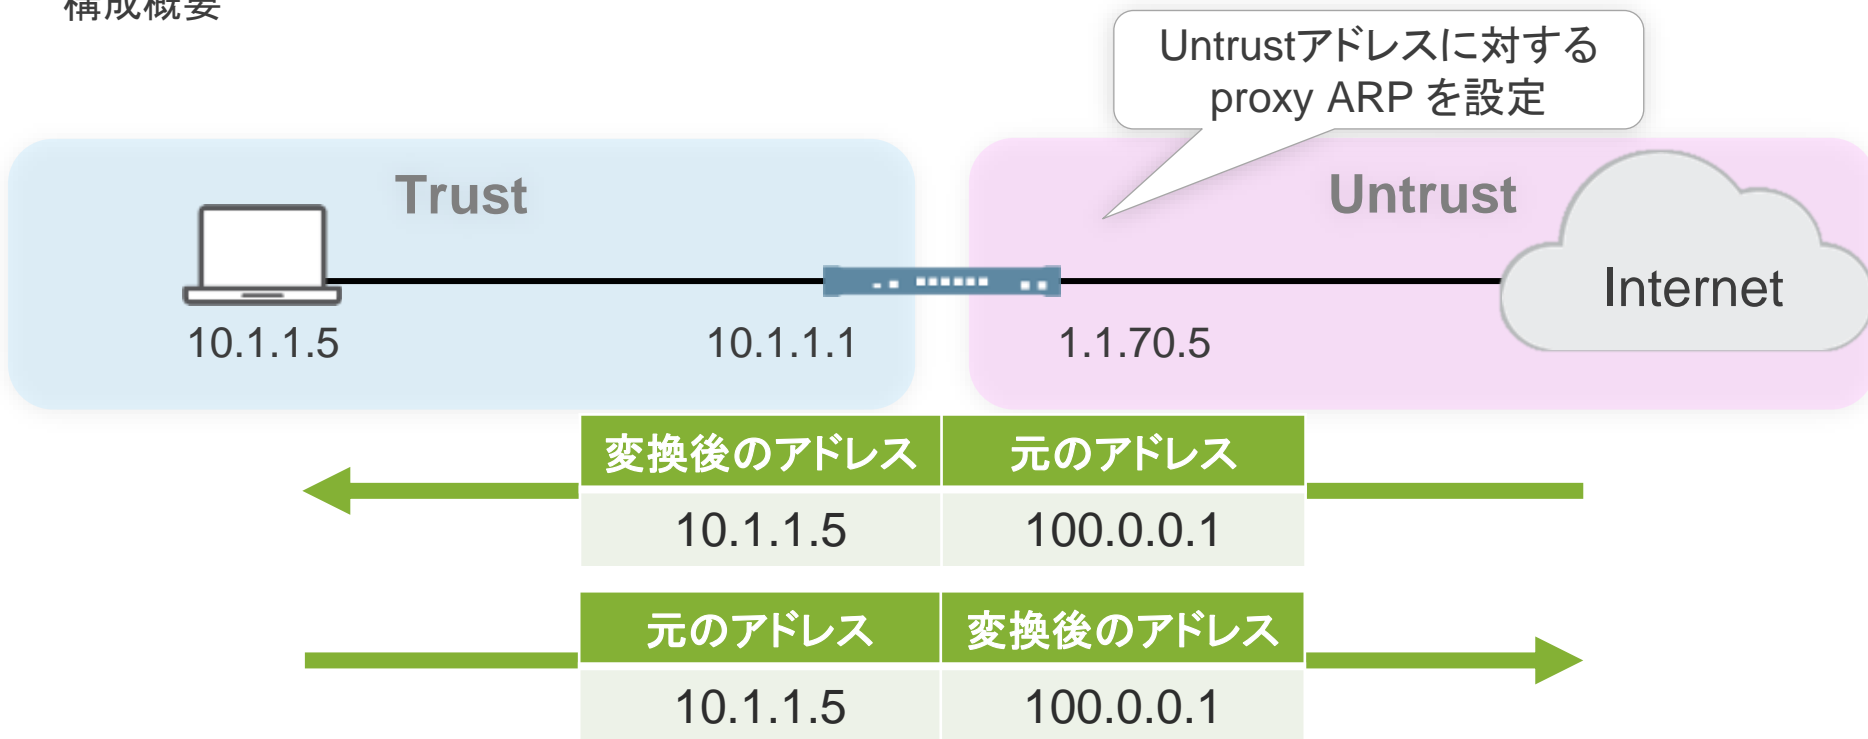 構成概要
Untrustアドレスに対する
proxy ARP を設定
Trust
Untrust
Internet
10.1.1.5
10.1.1.1
1.1.70.5
変換後のアドレス 元のアドレス
10.1.1.5 100.0.0.1
元のアドレス 変換後のアドレス
10.1.1.5 100.0.0.1